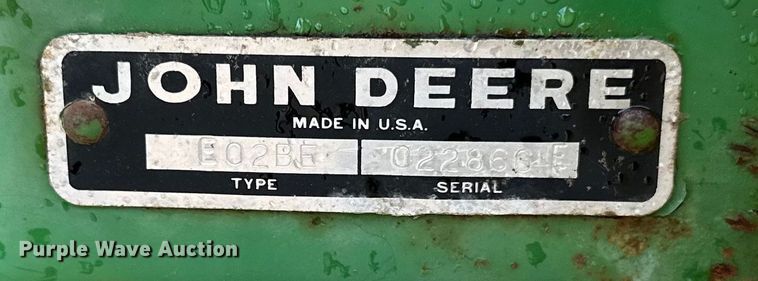 JOHN DEERE
MADE IN U.S.A.
TYPE SERIAL
Purple Wave Auction